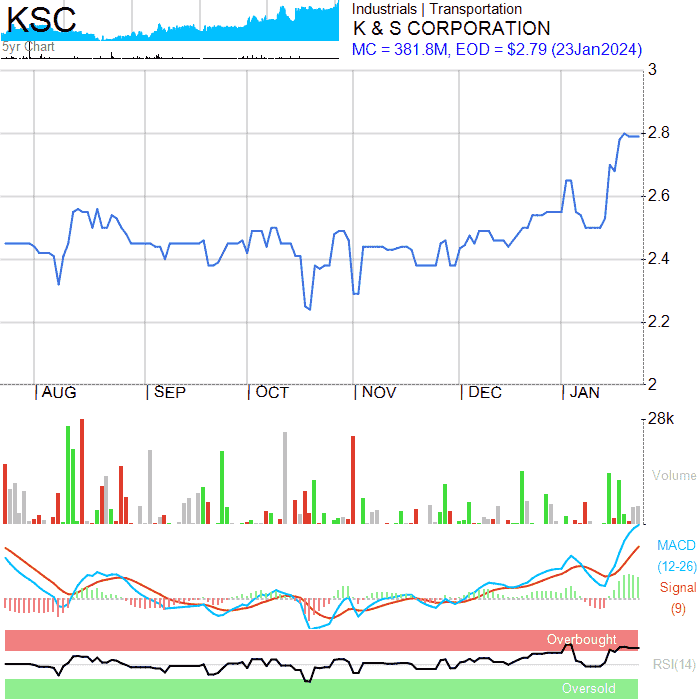 KSC
5yr Chart
Industrials | Transportation
K & S CORPORATION
MC = 381.8M, EOD = $2.79 (23Jan2024)
3
2.8
2.6
2.4
2.2
2
| AUG | SEP | OCT | NOV | DEC | JAN
28k
Volume
MACD
(12-26)
Signal
(9)
Overbought
RSI(14)
Oversold